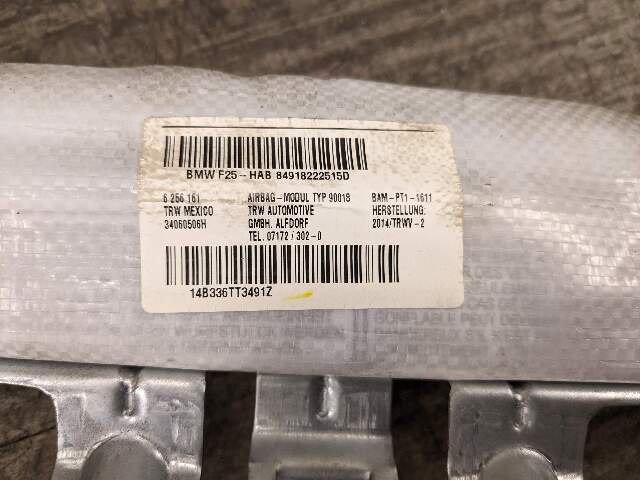 BMW F25-HAB 84918222515D
6 256 161 AIRBAG-MODUL TYP 90018 BAM-PT1-1611
TRW MEXICO TRW AUTOMOTIVE HERSTELLUNG:
34060506H GMBH. ALFDORF 2014/TRWV-2
TEL. 07172/302-0
14B336TT3491Z